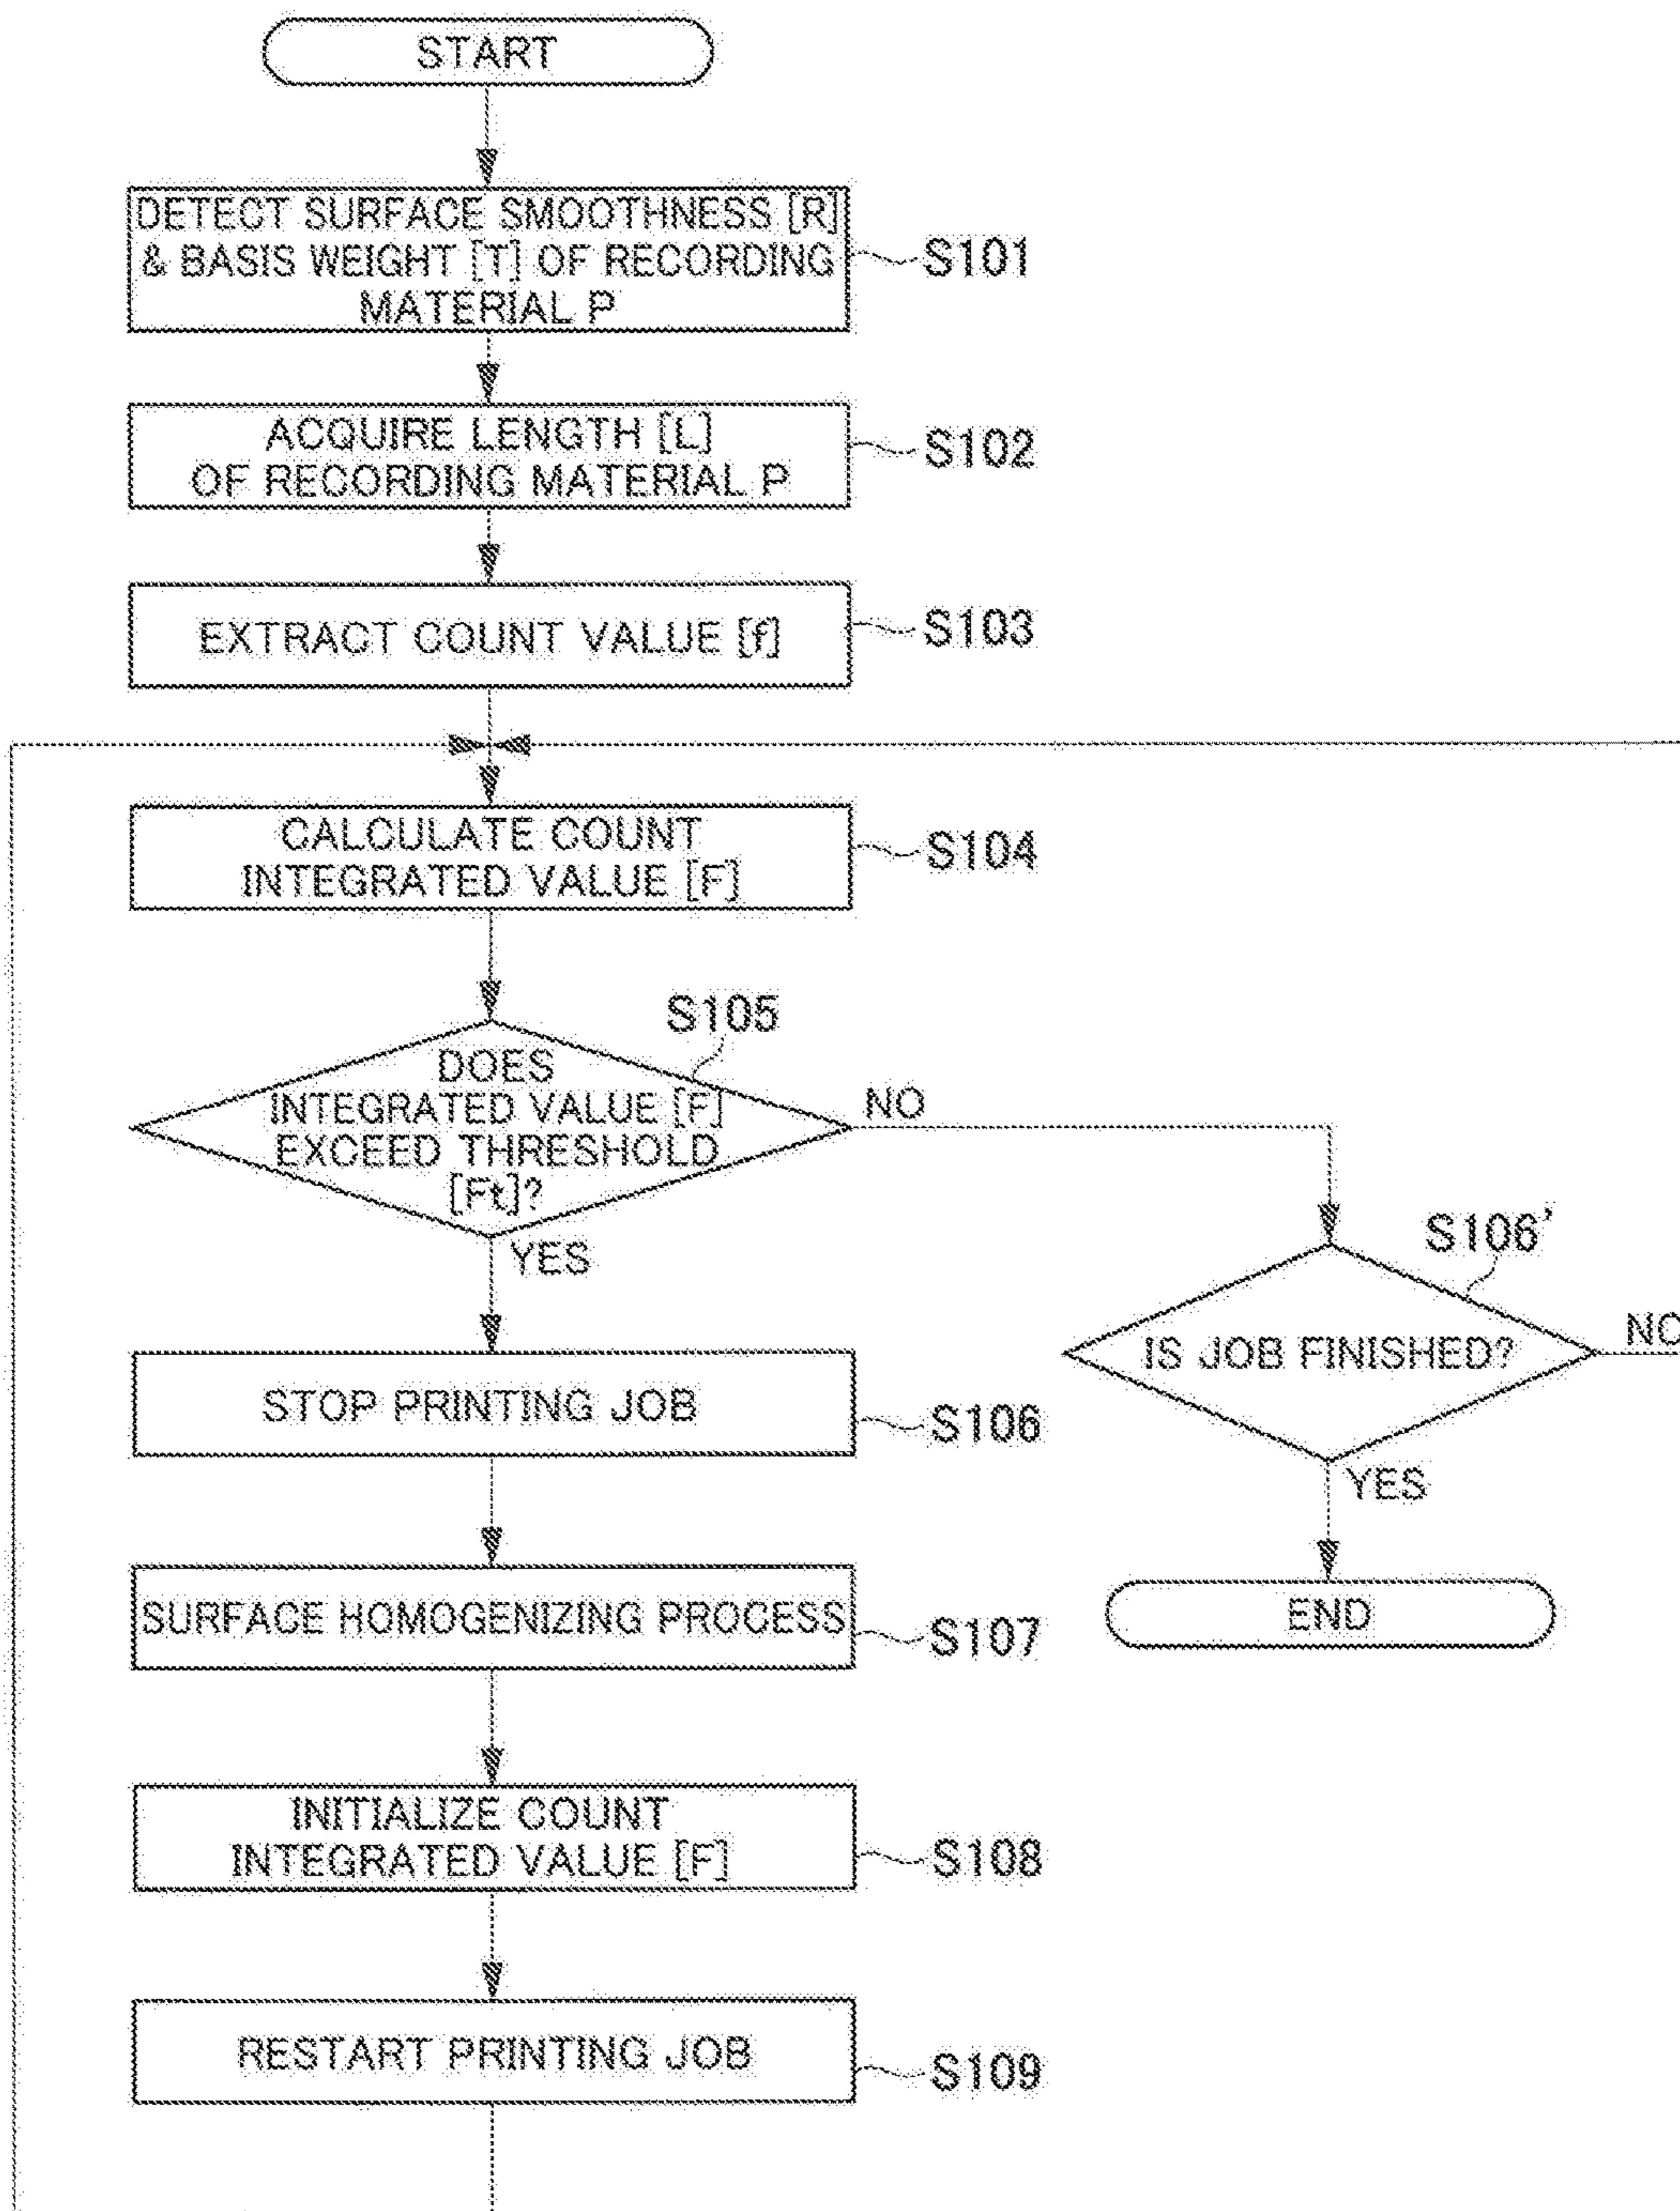 START
DETECT SURFACE SMOOTHNESS [R]
& BASIS WEIGHT [T] OF RECORDING
MATERIAL P
S101
ACQUIRE LENGTH [L]
OF RECORDING MATERIAL P
S102
EXTRACT COUNT VALUE [f]
S103
CALCULATE COUNT
INTEGRATED VALUE [F]
S104
S105
DOES
INTEGRATED VALUE [F]
EXCEED THRESHOLD
[Ft]?
NO
YES
S106'
IS JOB FINISHED?
NO
YES
END
STOP PRINTING JOB
S106
SURFACE HOMOGENIZING PROCESS
S107
INITIALIZE COUNT
INTEGRATED VALUE [F]
S108
RESTART PRINTING JOB
S109